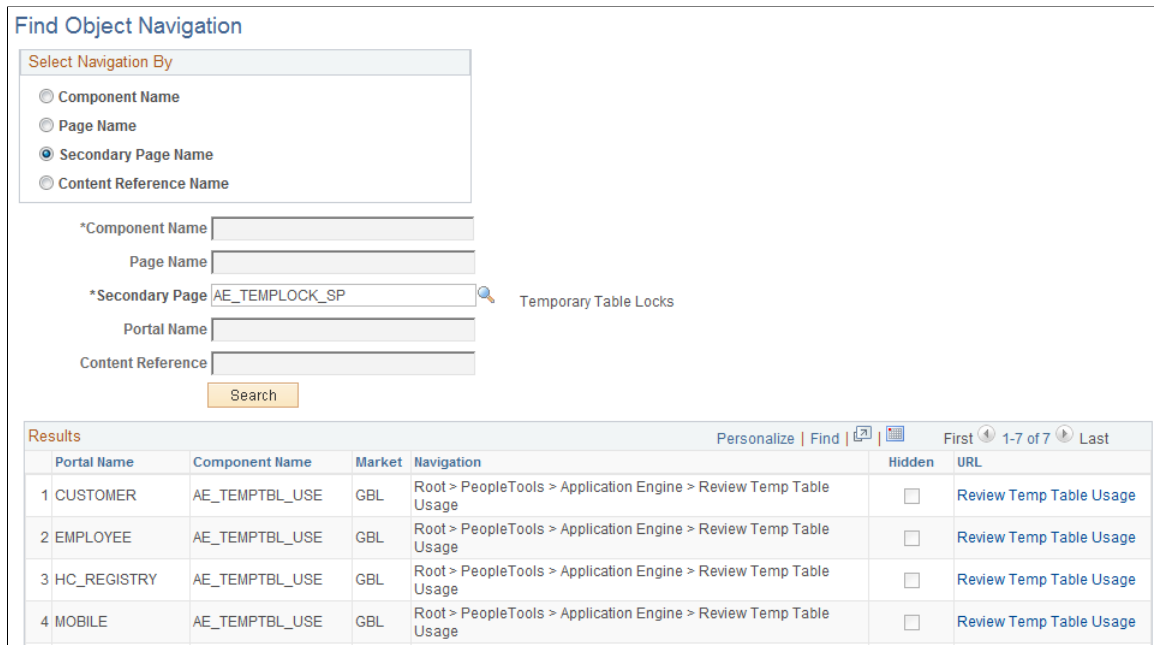 Find Object Navigation
Select Navigation By
Component Name
Page Name
Secondary Page Name
Content Reference Name
*Component Name
Page Name
*Secondary Page AE_TEMPLOCK_SP Temporary Table Locks
Portal Name
Content Reference
Search
Results Personalize | Find | | First 1-7 of 7 Last
Portal Name Component Name Market Navigation Hidden URL
1 CUSTOMER AE_TEMPTBL_USE GBL Root > PeopleTools > Application Engine > Review Temp Table Review Temp Table Usage
Usage
2 EMPLOYEE AE_TEMPTBL_USE GBL Root > PeopleTools > Application Engine > Review Temp Table Review Temp Table Usage
Usage
3 HC_REGISTRY AE_TEMPTBL_USE GBL Root > PeopleTools > Application Engine > Review Temp Table Review Temp Table Usage
Usage
4 MOBILE AE_TEMPTBL_USE GBL Root > PeopleTools > Application Engine > Review Temp Table Review Temp Table Usage
Usage